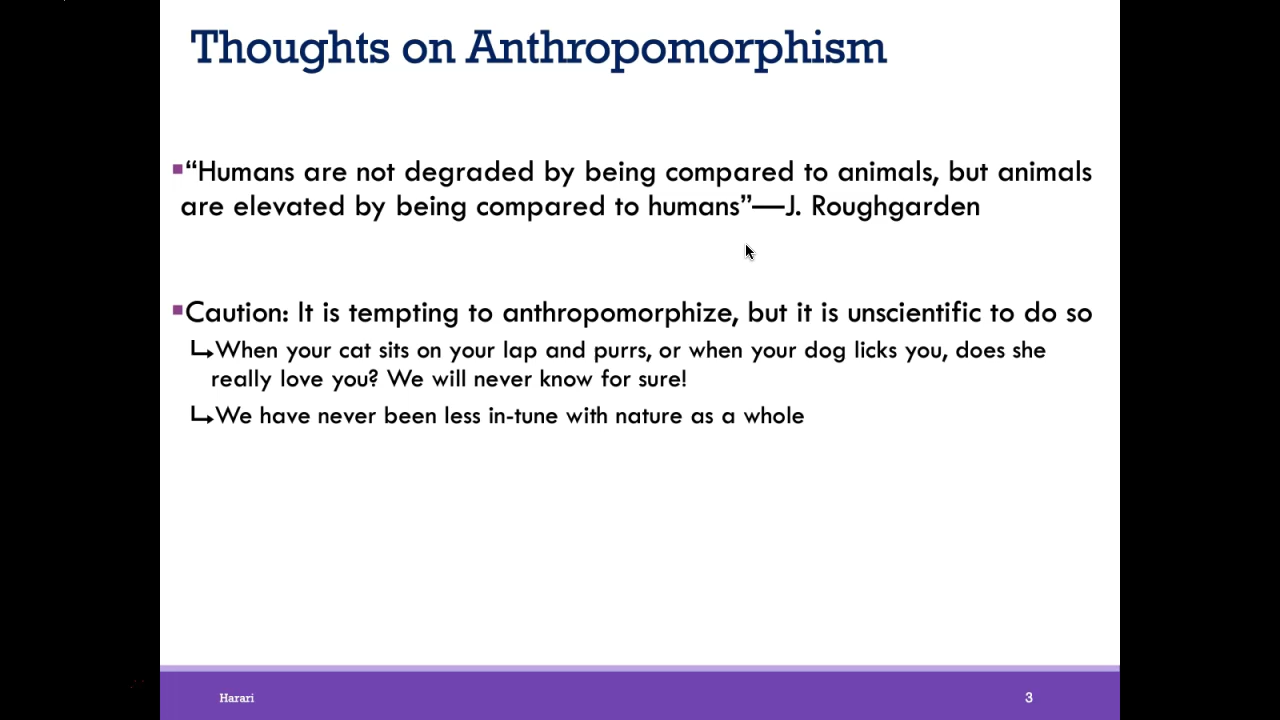 Thoughts on Anthropomorphism
“Humans are not degraded by being compared to animals, but animals
are elevated by being compared to humans”—J. Roughgarden
Caution: It is tempting to anthropomorphize, but it is unscientific to do so
When your cat sits on your lap and purrs, or when your dog licks you, does she
really love you? We will never know for sure!
We have never been less in-tune with nature as a whole
Harari
3